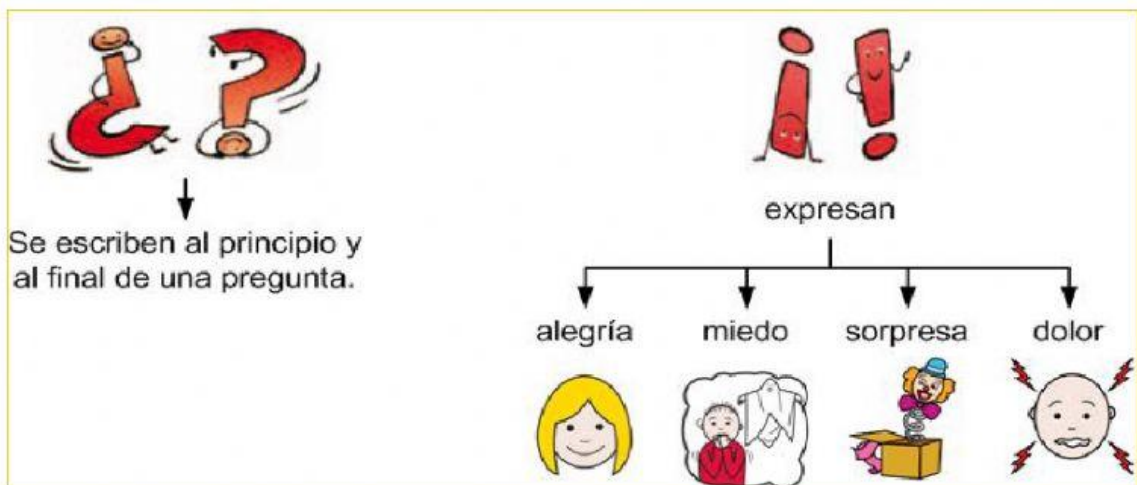 ¿ ?
Se escriben al principio y
al final de una pregunta.
¡ !
expresan
alegría miedo sorpresa dolor